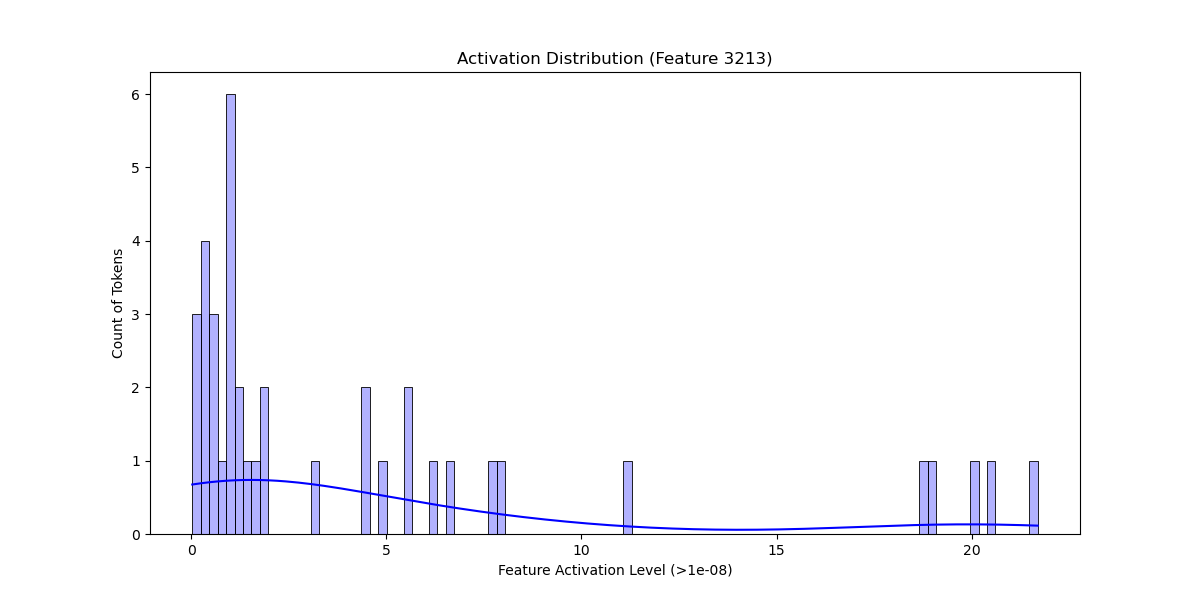 Activation Distribution (Feature 3213)
Count of Tokens
6
5
4
3
2
1
0
0 5 10 15 20
Feature Activation Level (>1e-08)